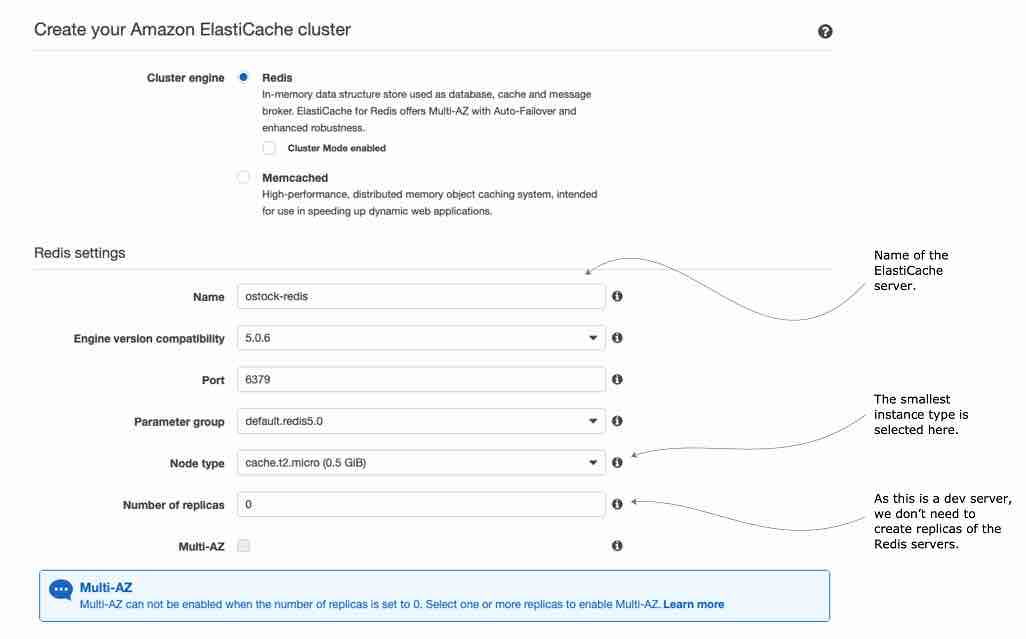 Create your Amazon ElastiCache cluster
Cluster engine
Redis
In-memory data structure store used as database, cache and message
broker. ElastiCache for Redis offers Multi-AZ with Auto-Failover and
enhanced robustness.
Cluster Mode enabled
Memcached
High-performance, distributed memory object caching system, intended
for use in speeding up dynamic web applications.
Redis settings
Name of the
ElastiCache
server.
Name ostock-redis
Engine version compatibility 5.0.6
Port 6379
The smallest
instance type is
selected here.
Parameter group default.redis5.0
Node type cache.t2.micro (0.5 GiB)
Number of replicas 0
As this is a dev server,
we don't need to
create replicas of the
Redis servers.
Multi-AZ
Multi-AZ
Multi-AZ can not be enabled when the number of replicas is set to 0. Select one or more replicas to enable Multi-AZ. Learn more